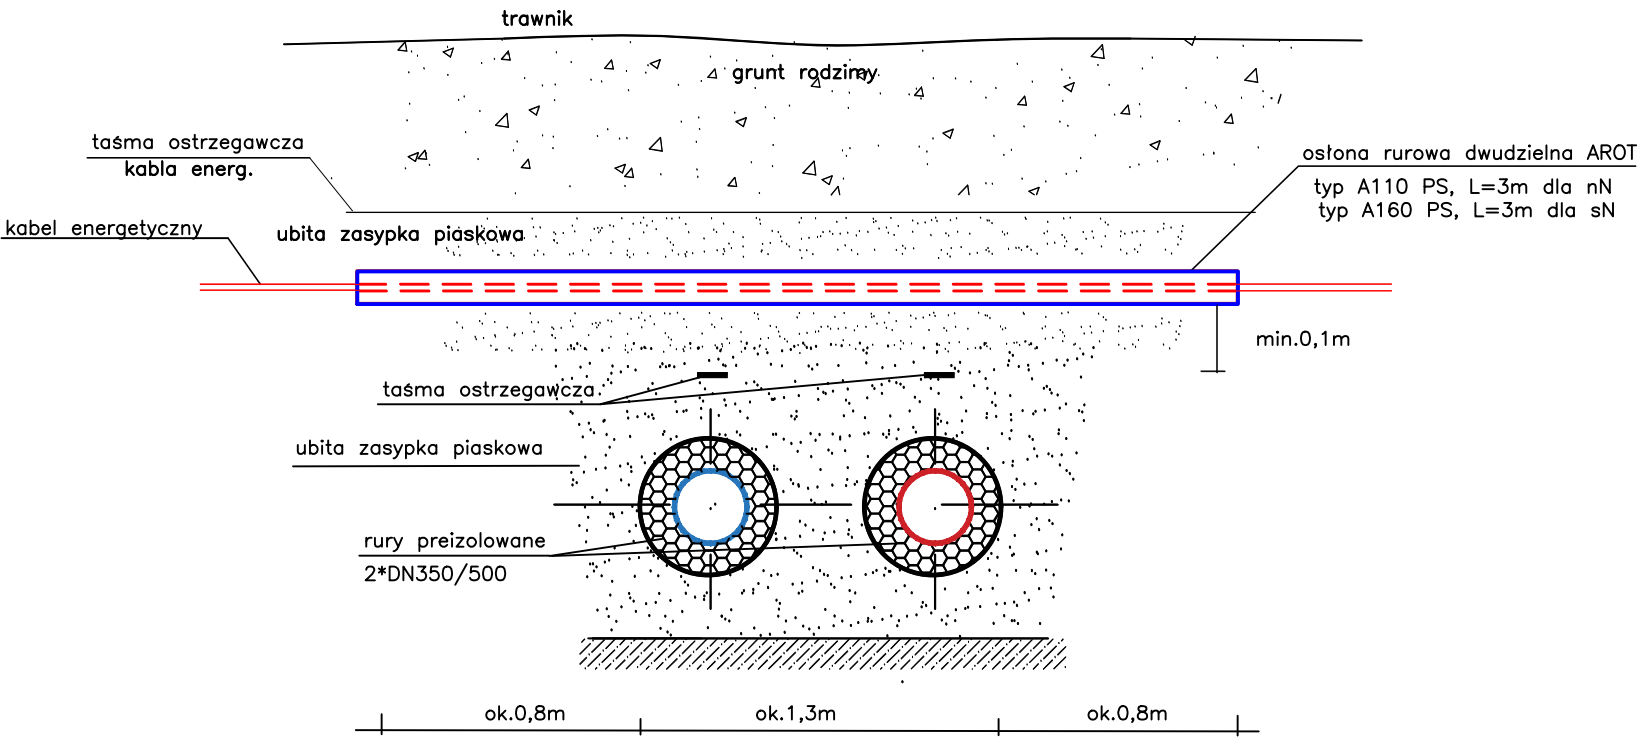 trawnik
grunt rodzimy
taśma ostrzegawcza
kabla energ.
osłona rurowa dwudzielna AROT
typ A110 PS, L=3m dla nN
typ A160 PS, L=3m dla sN
kabel energetyczny
ubita zasypka piaskowa
min.0,1m
taśma ostrzegawcza
ubita zasypka piaskowa
rury preizolowane
2*DN350/500
ok.0,8m
ok.1,3m
ok.0,8m